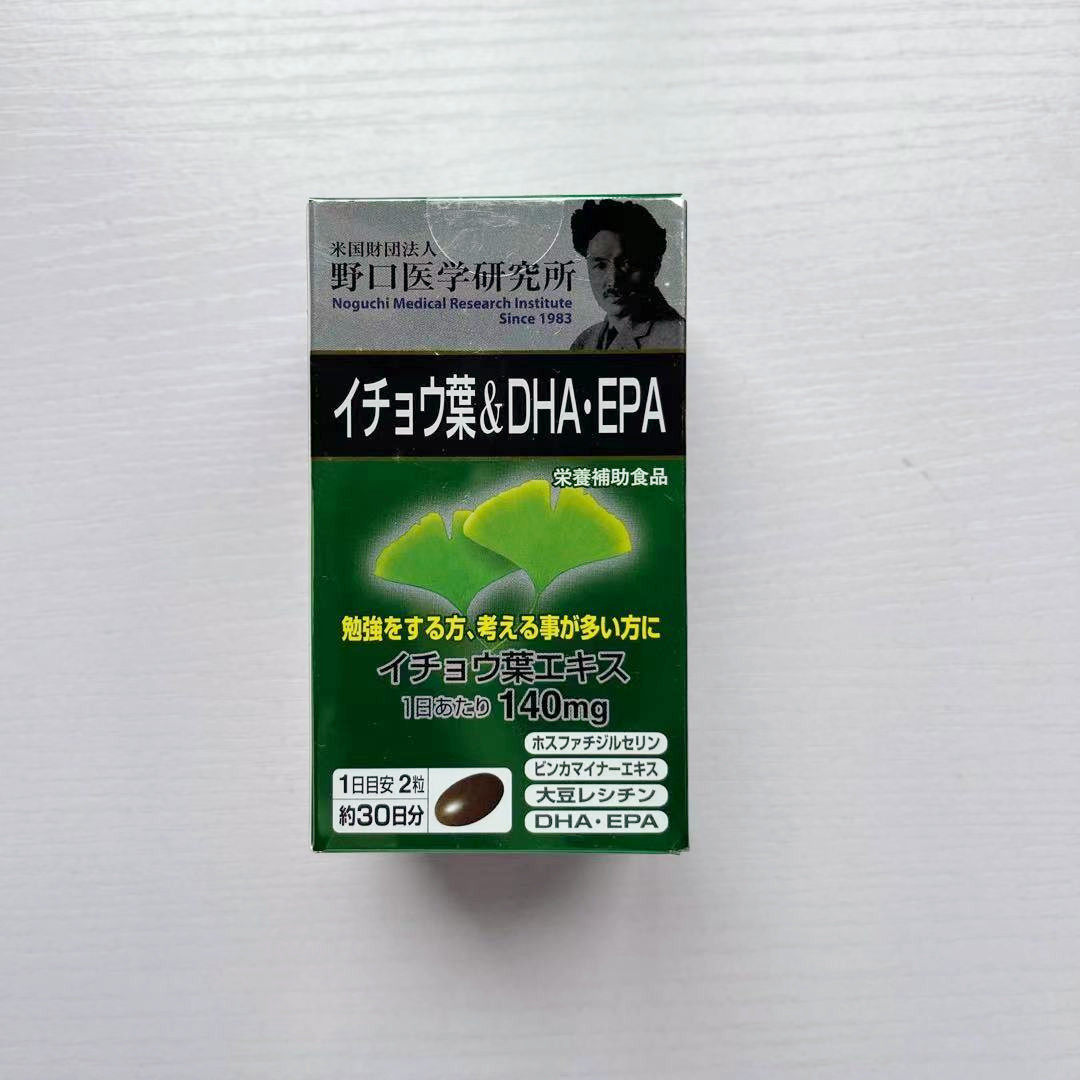 米国財団法人
野口医学研究所
Noguchi Medical Research Institute
Since 1983
イチョウ葉&DHA・EPA
栄養補助食品
勉強をする方、考える事が多い方に
イチョウ葉エキス
1日あたり 140mg
ホスファチジルセリン
ビンカマイナーエキス
大豆レシチン
DHA・EPA
1日目安 2粒
約30日分